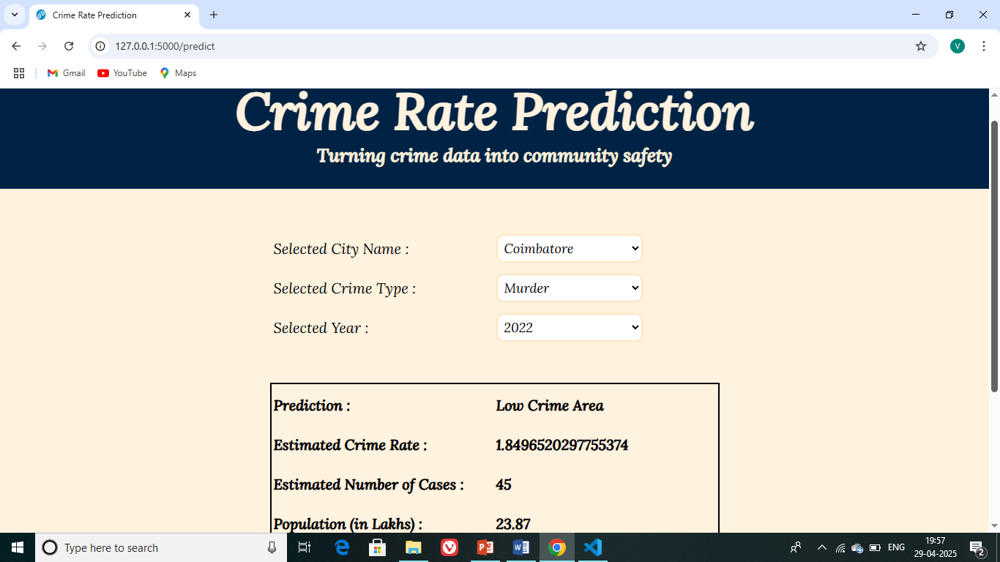 Crime Rate Prediction
127.0.0.1:5000/predict
V
Gmail YouTube Maps
Crime Rate Prediction
Turning crime data into community safety
Selected City Name : Coimbatore
Selected Crime Type : Murder
Selected Year : 2022
Prediction : Low Crime Area
Estimated Crime Rate : 1.8496520297755374
Estimated Number of Cases : 45
Population (in Lakhs) : 23.87
Type here to search
ENG
19:57
29-04-2025
2